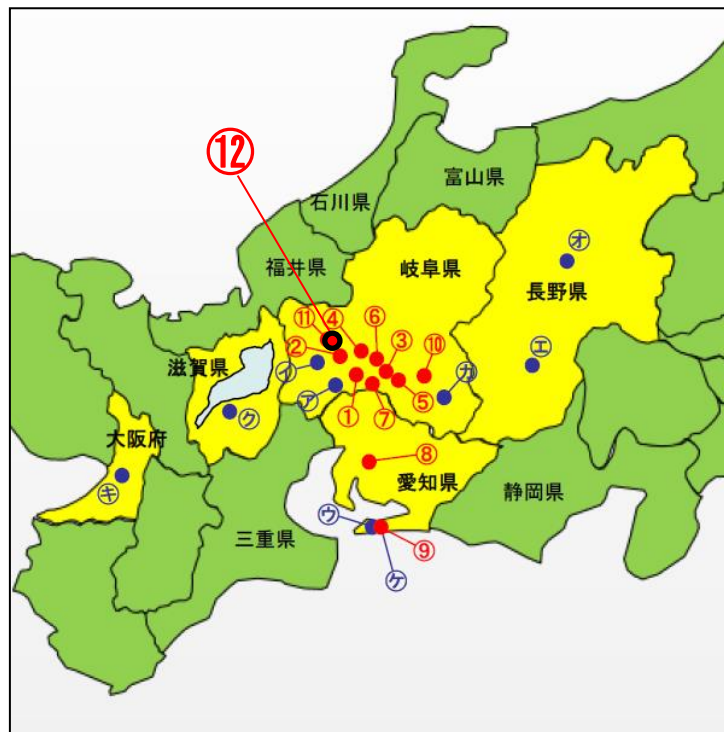 ⑫
富山県
石川県
福井県
岐阜県
長野県
㋔
㋓
⑪
④
⑥
②
③
⑩
滋賀県
㋑
㋐
①
⑦
⑤
㋕
㋗
大阪府
㋖
⑧
愛知県
静岡県
三重県
㋒
⑨
㋘